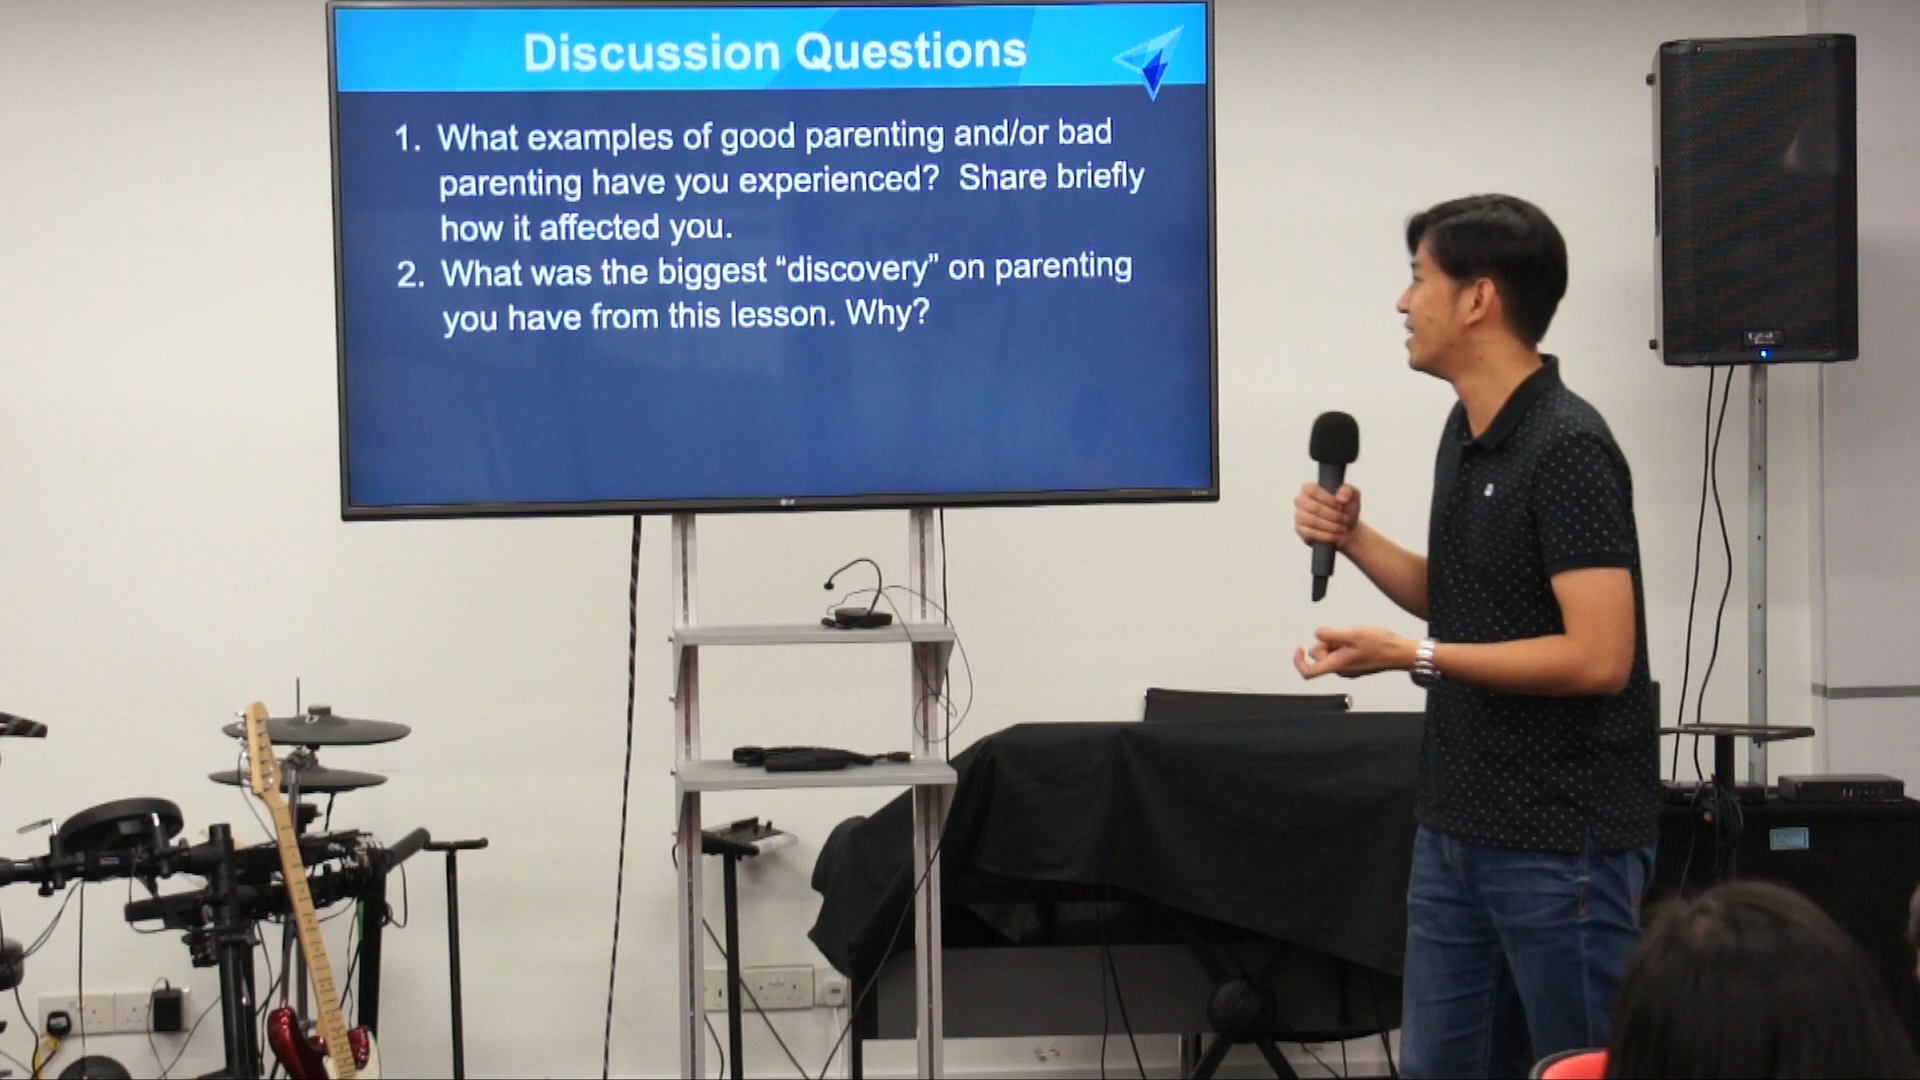 Discussion Questions
1. What examples of good parenting and/or bad
parenting have you experienced?  Share briefly
how it affected you.
2. What was the biggest “discovery” on parenting
you have from this lesson. Why?
LG